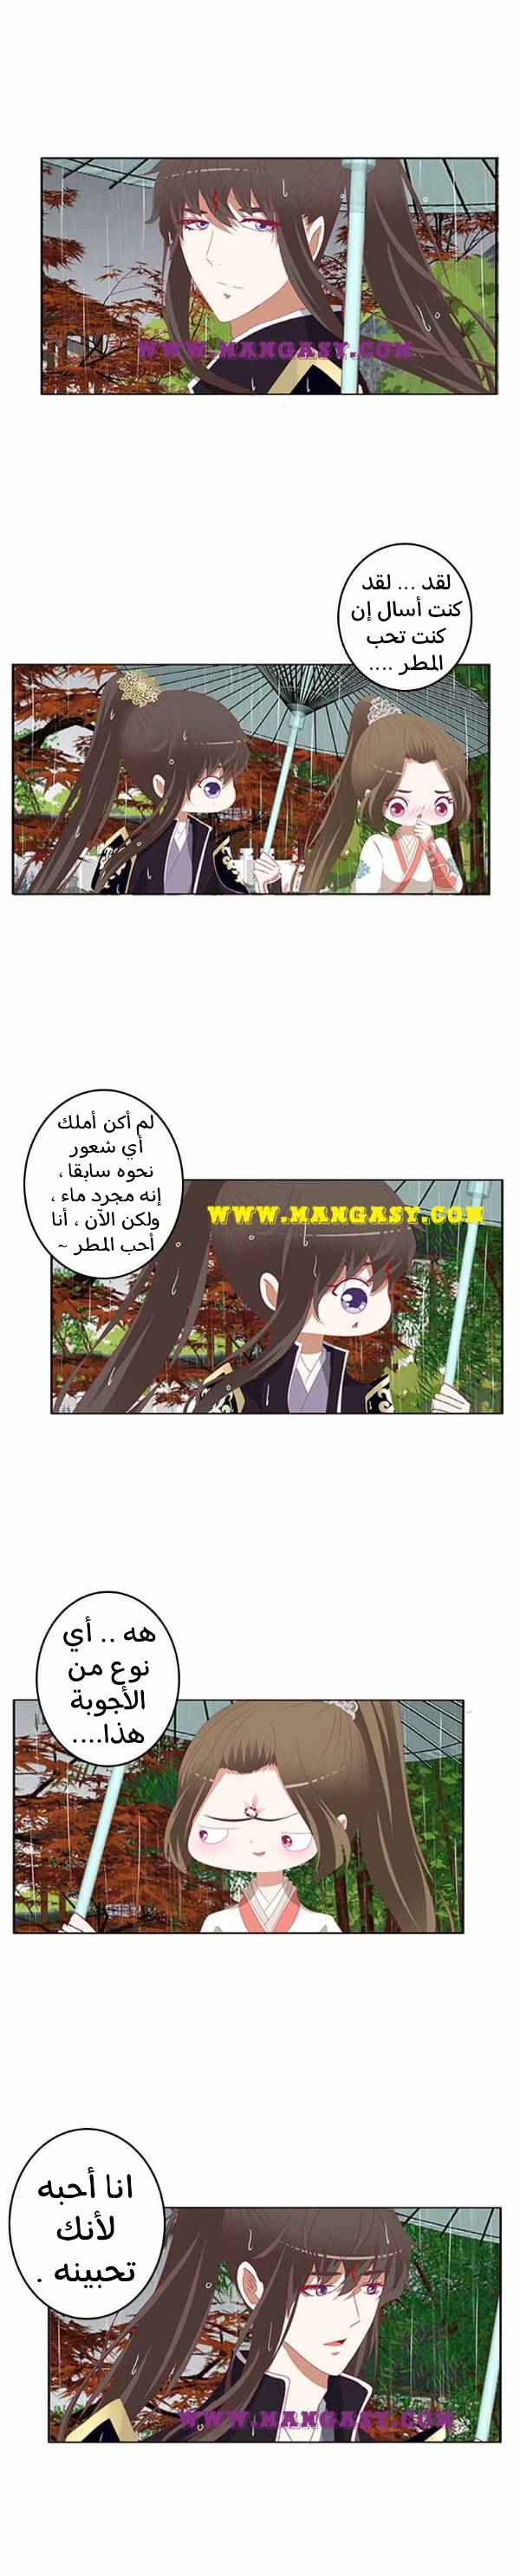 WWW.MANGASY.COM
لقد ... لقد
كنت أسال إن
كنت تحب
المطر ....
لم أكن أملك
أي شعور
نحوه سابقا ،
إنه مجرد ماء ،
ولكن الآن ، أنا
أحب المطر ~
WWW.MANGASY.COM
هه .. أي
نوع من
الأجوبة
هذا....
انا أحبه
لأنك
تحبينه .
WWW.MANGASY.COM